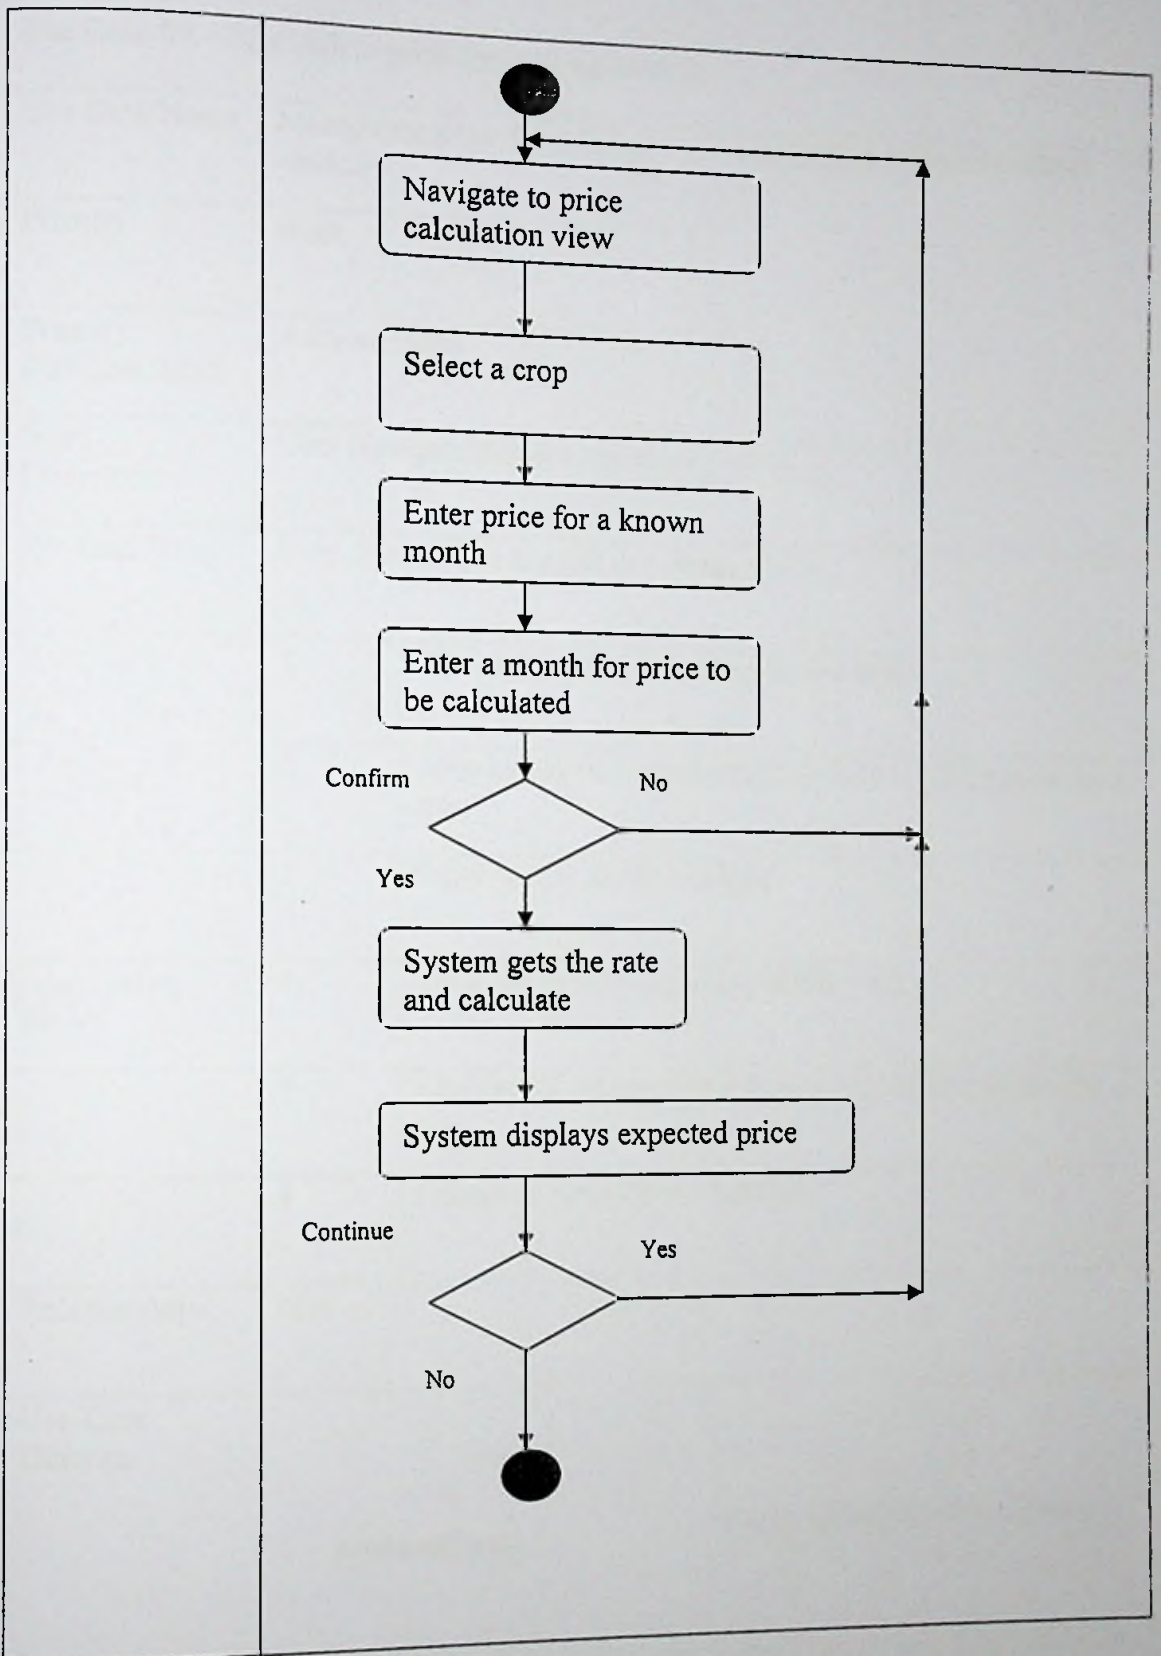 Navigate to price
calculation view
Select a crop
Enter price for a known
month
Enter a month for price to
be calculated
Confirm
No
Yes
System gets the rate
and calculate
System displays expected price
Continue
Yes
No